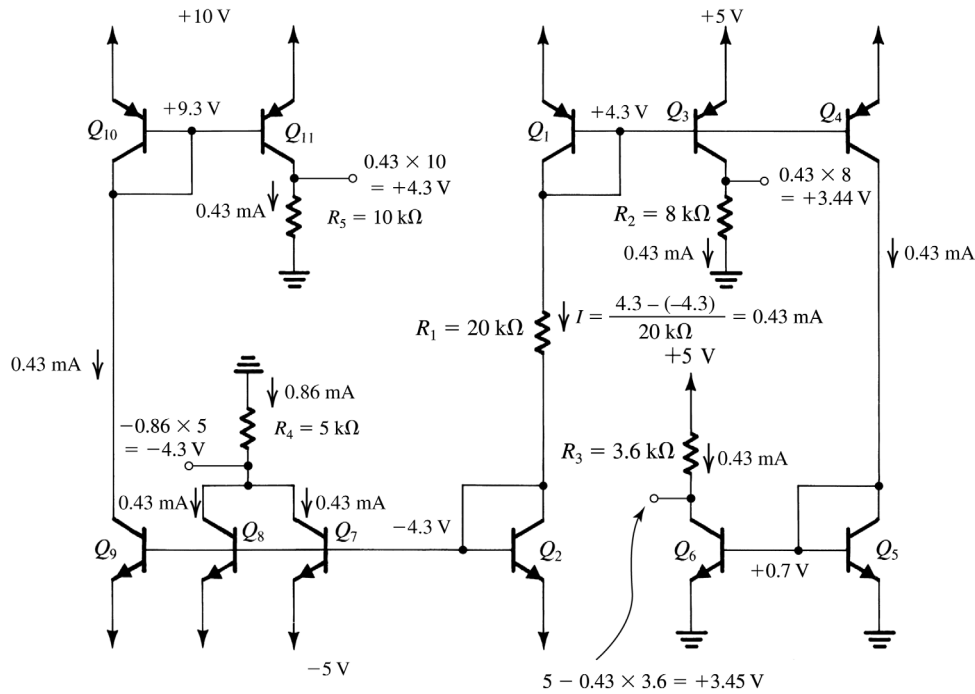 +10 V
+5 V
Q10
+9.3 V
Q11
Q1
+4.3 V
Q3
Q4
0.43 × 10
= +4.3 V
0.43 × 8
= +3.44 V
0.43 mA
R5 = 10 kΩ
R2 = 8 kΩ
0.43 mA
0.43 mA
R1 = 20 kΩ
I = 4.3 – (–4.3) / 20 kΩ = 0.43 mA
+5 V
0.43 mA
0.86 mA
−0.86 × 5
= −4.3 V
R4 = 5 kΩ
R3 = 3.6 kΩ
0.43 mA
0.43 mA
0.43 mA
−4.3 V
Q9
Q8
Q7
Q2
Q6
+0.7 V
Q5
−5 V
5 − 0.43 × 3.6 = +3.45 V